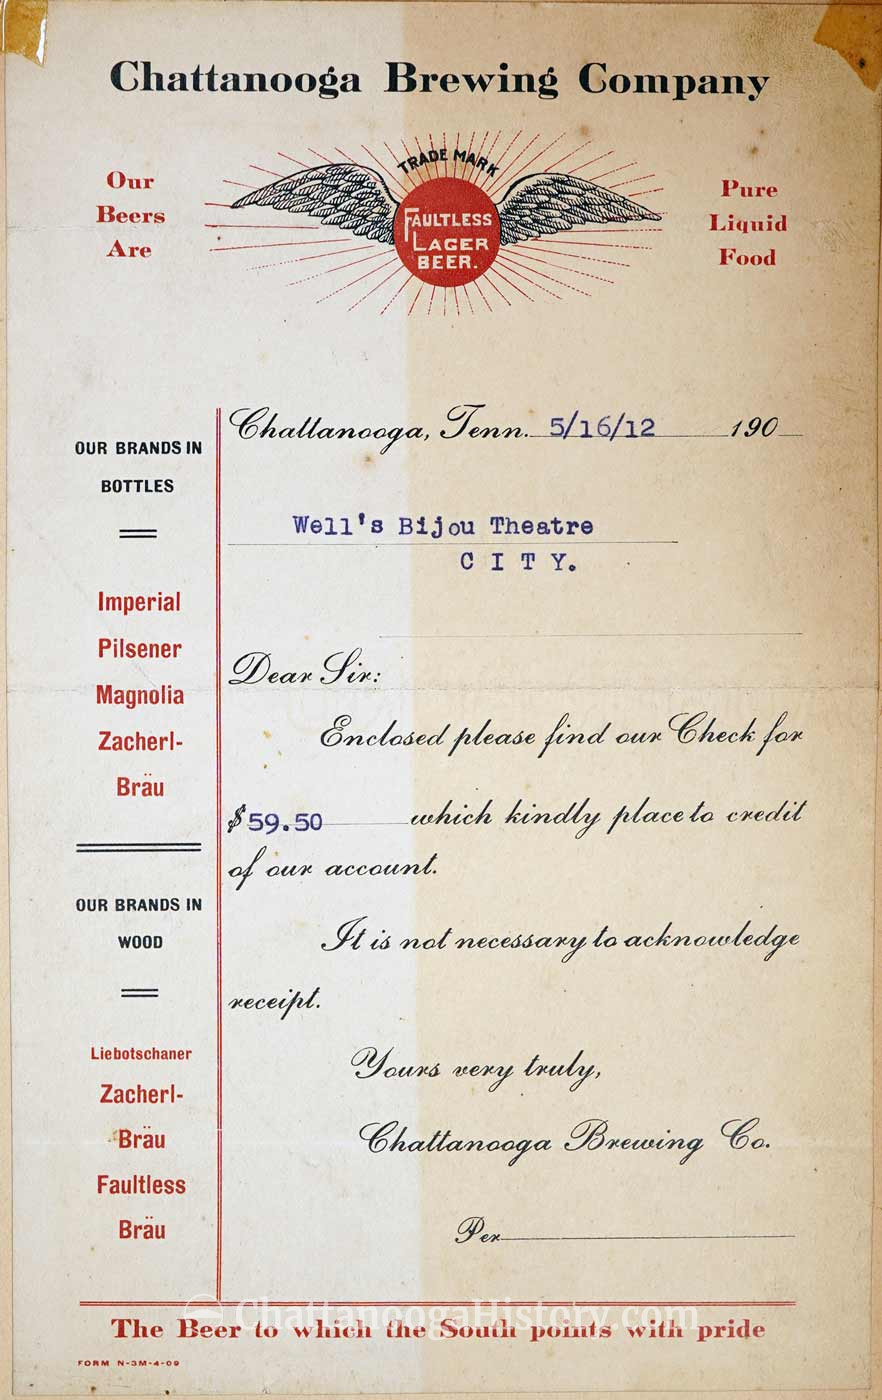 Chattanooga Brewing Company
TRADE MARK
Our
Beers
Are
FAULTLESS
LAGER
BEER.
Pure
Liquid
Food
Chattanooga, Tenn. 5/16/12 190
OUR BRANDS IN
BOTTLES
Imperial
Pilsener
Magnolia
Zacherl-
Bräu
OUR BRANDS IN
WOOD
Liebotschaner
Zacherl-
Bräu
Faultless
Bräu
Well's Bijou Theatre
C I T Y.
Dear Sir:
Enclosed please find our Check for
$59.50 which kindly place to credit
of our account.
It is not necessary to acknowledge
receipt.
Yours very truly,
Chattanooga Brewing Co.
Per
ChattanoogaHistory.com
The Beer to which the South points with pride
FORM N-3M-4-09